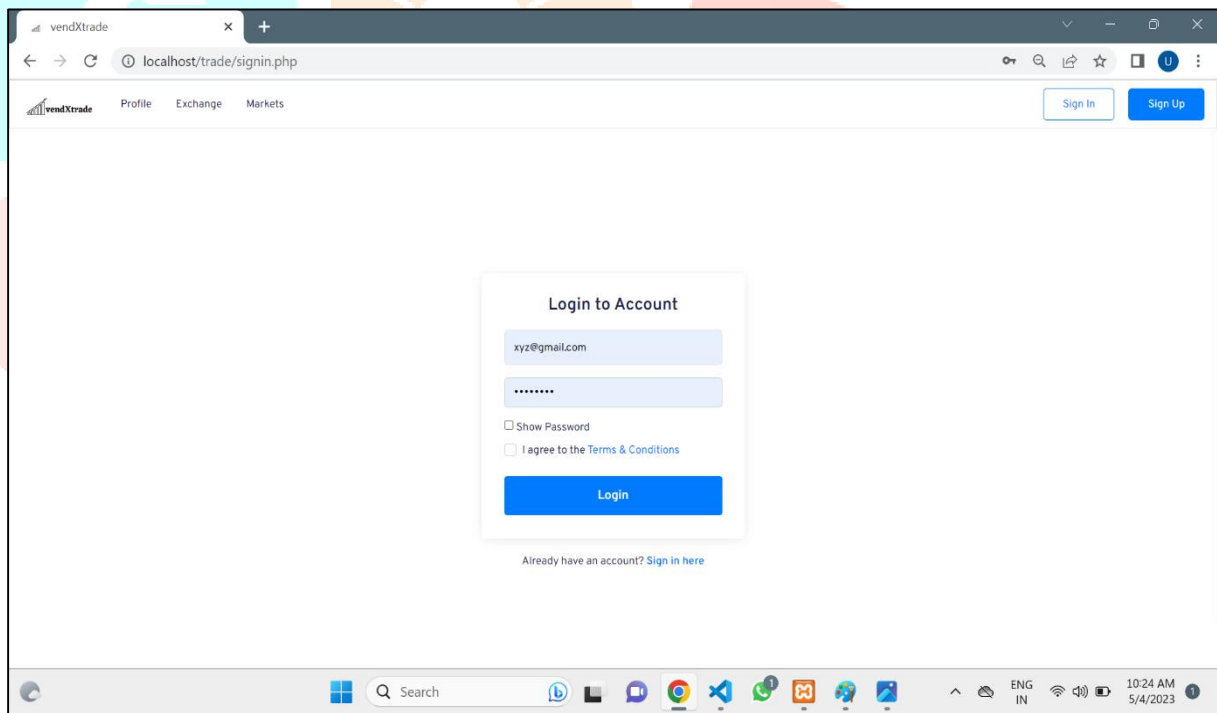 vendXtrade
localhost/trade/signin.php
U
vendXtrade Profile Exchange Markets Sign In Sign Up
Login to Account
xyz@gmail.com
••••••••
Show Password
I agree to the Terms & Conditions
Login
Already have an account? Sign in here
Search
1
ENG
IN
10:24 AM
5/4/2023
1